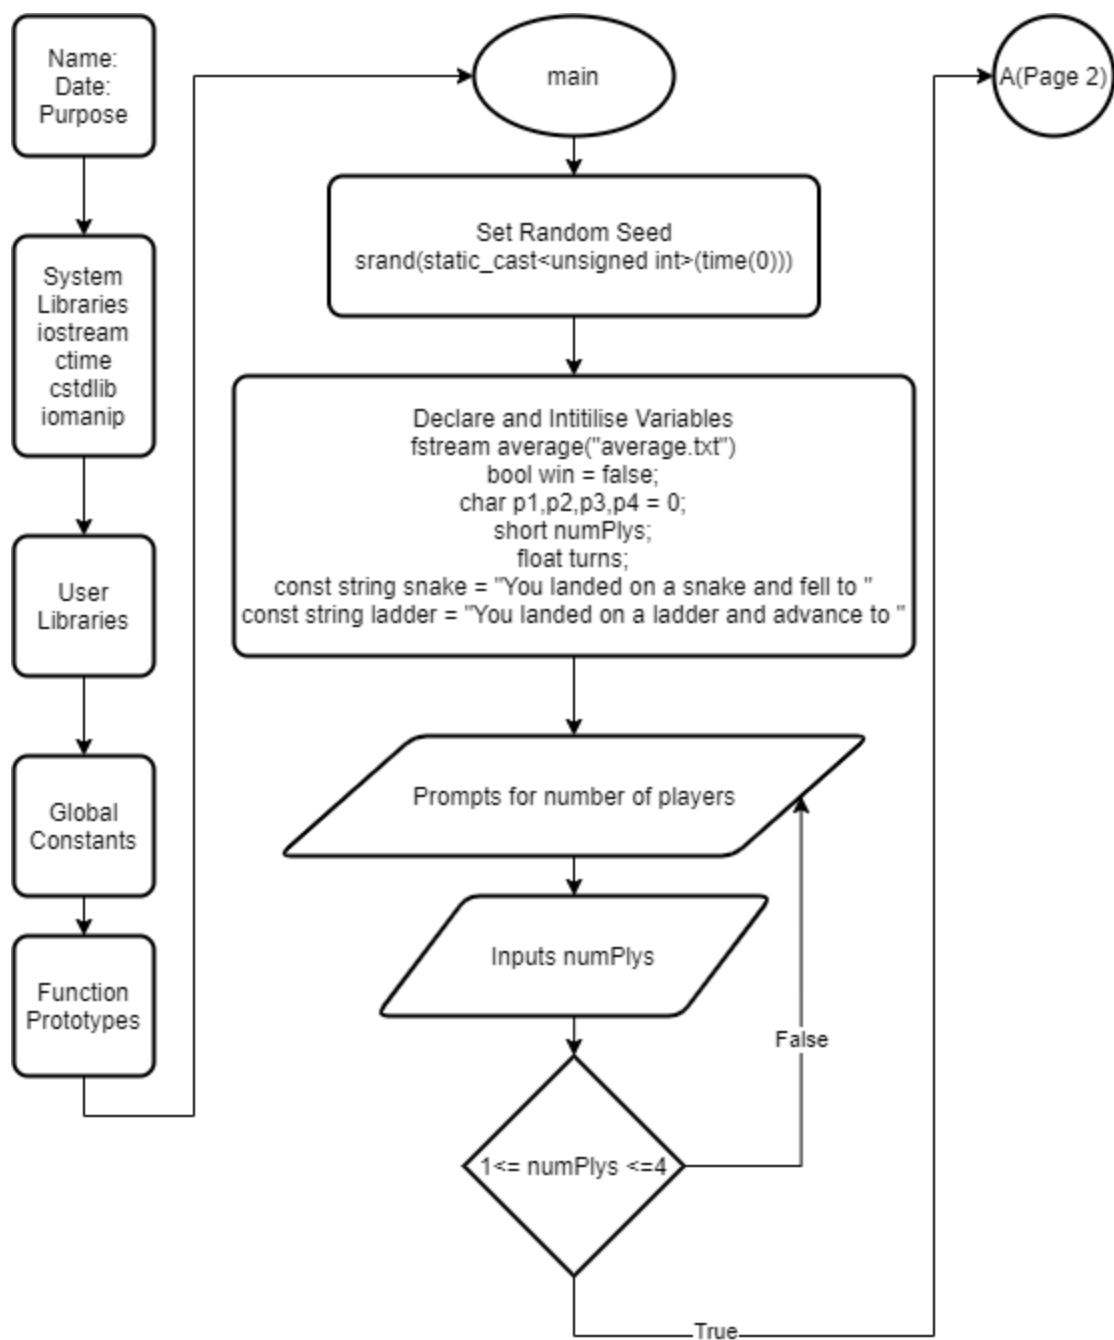 Name:
Date:
Purpose
System
Libraries
iostream
ctime
cstdlib
iomanip
User
Libraries
Global
Constants
Function
Prototypes
main
Set Random Seed
srand(static_cast<unsigned int>(time(0)))
Declare and Intitilise Variables
fstream average("average.txt")
bool win = false;
char p1,p2,p3,p4 = 0;
short numPlys;
float turns;
const string snake = "You landed on a snake and fell to "
const string ladder = "You landed on a ladder and advance to "
Prompts for number of players
Inputs numPlys
False
1<= numPlys <=4
True
A(Page 2)